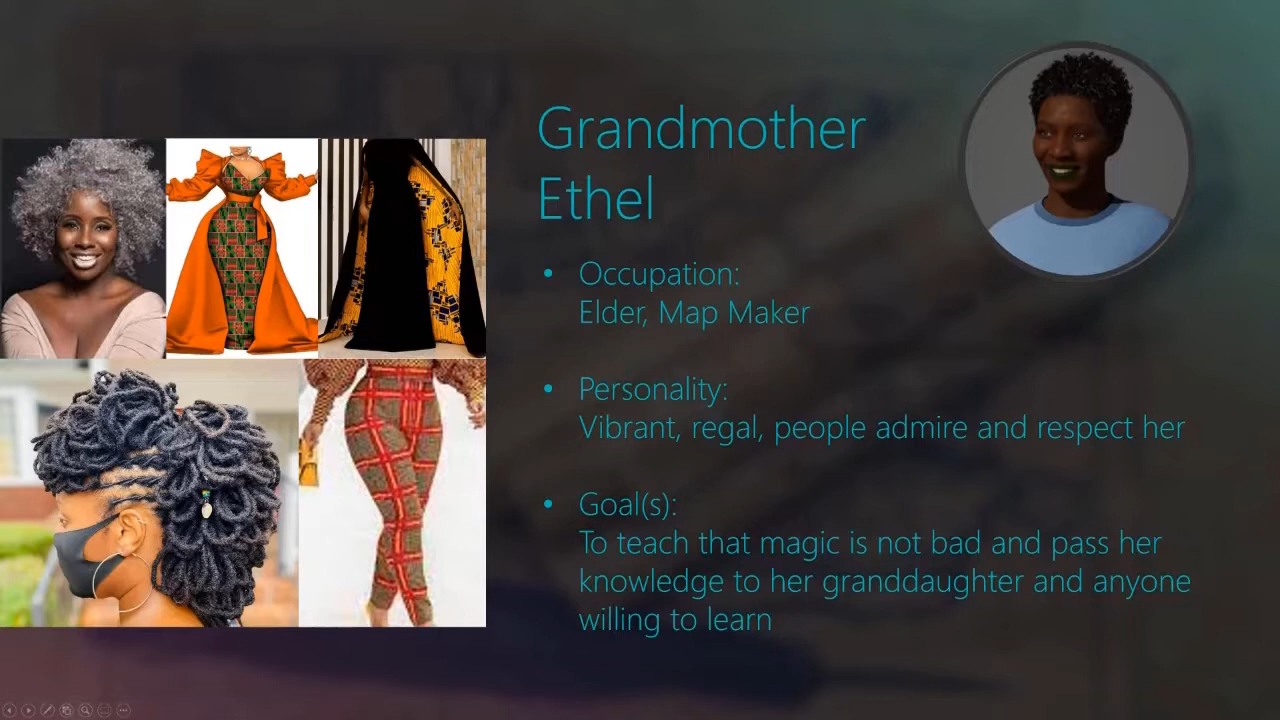 Grandmother
Ethel
• Occupation:
Elder, Map Maker
• Personality:
Vibrant, regal, people admire and respect her
• Goal(s):
To teach that magic is not bad and pass her
knowledge to her granddaughter and anyone
willing to learn